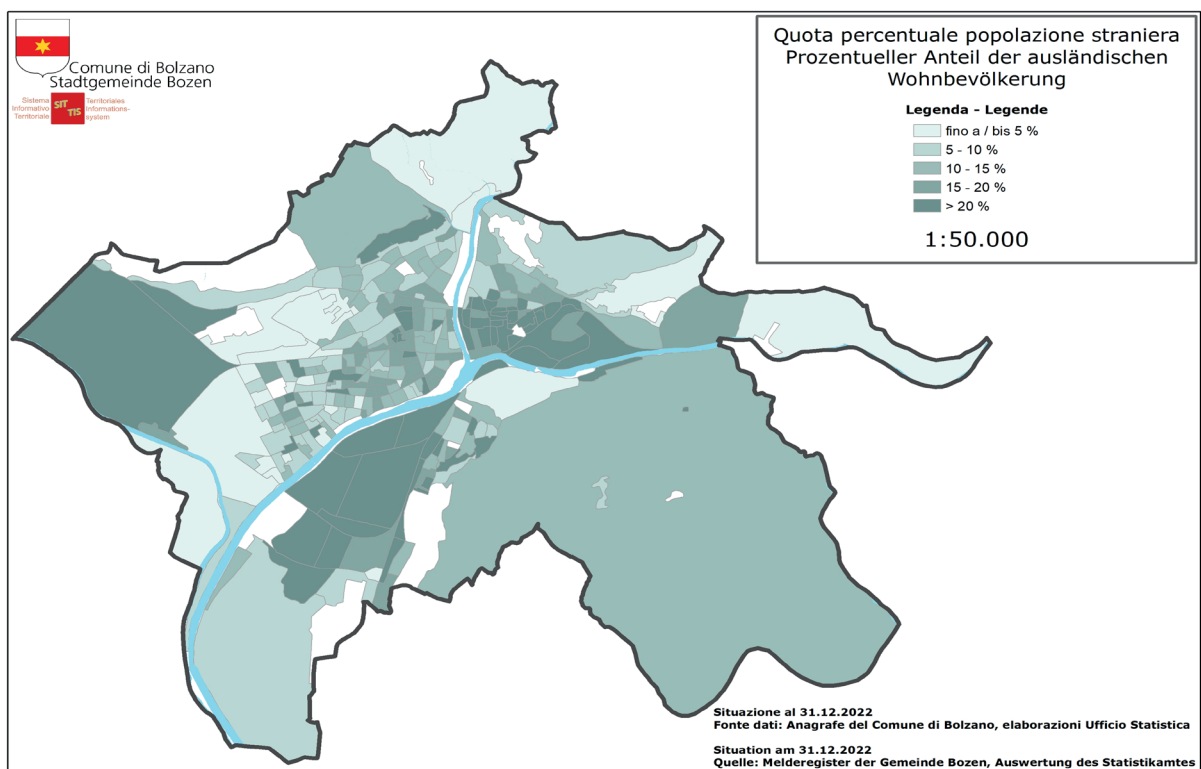 Comune di Bolzano
Stadtgemeinde Bozen
Sistema
Informativo
Territoriale
SIT
TIS
Territoriales
Informations-
system
Quota percentuale popolazione straniera
Prozentueller Anteil der ausländischen
Wohnbevölkerung
Legenda - Legende
fino a / bis 5 %
5 - 10 %
10 - 15 %
15 - 20 %
> 20 %
1:50.000
Situazione al 31.12.2022
Fonte dati: Anagrafe del Comune di Bolzano, elaborazioni Ufficio Statistica
Situation am 31.12.2022
Quelle: Melderegister der Gemeinde Bozen, Auswertung des Statistikamtes